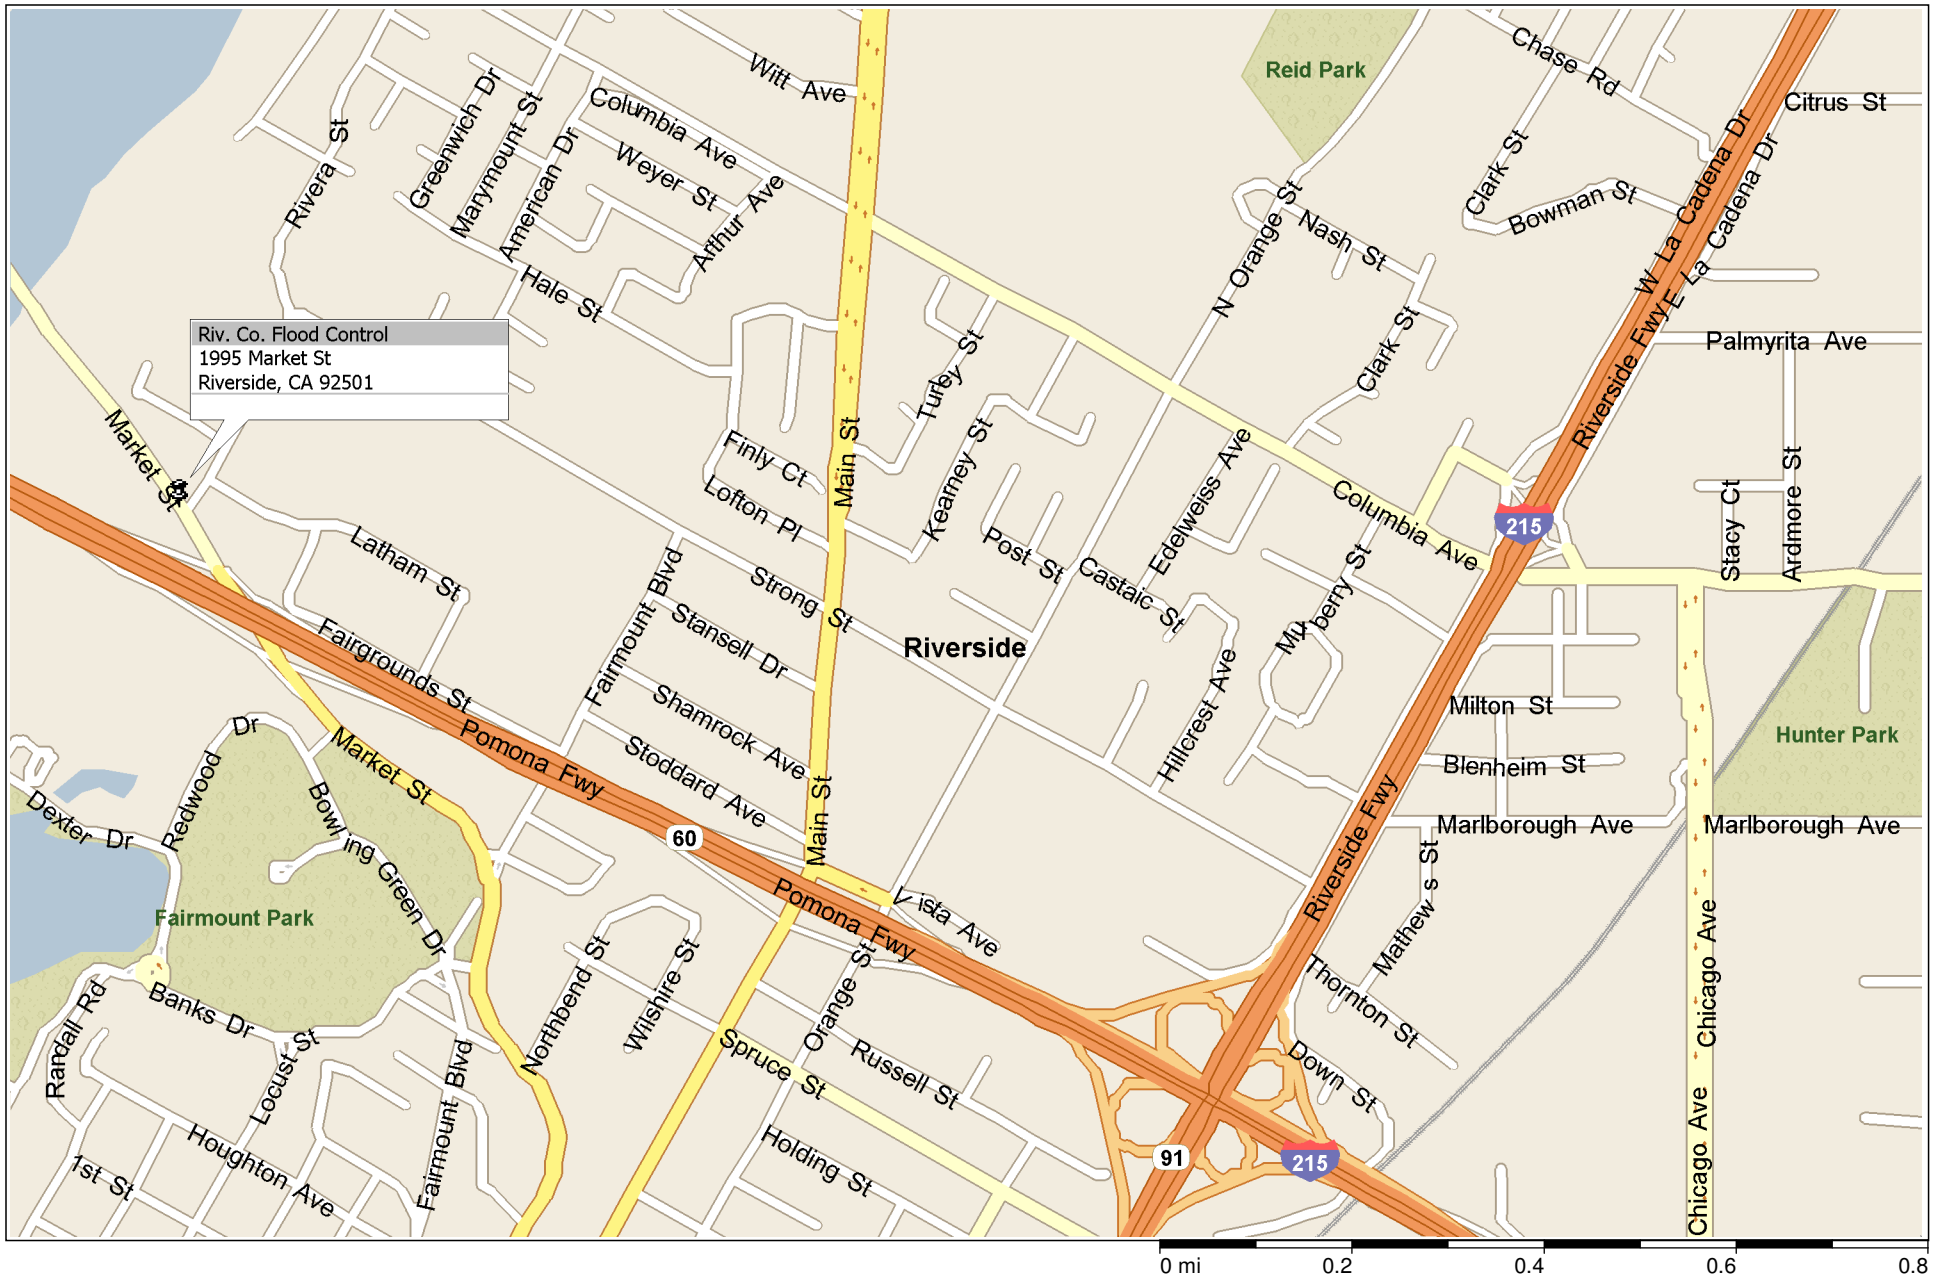 Witt Ave
Reid Park
Chase Rd
Citrus St
Columbia Ave
Greenwich Dr
Marymount St
American Dr
Rivera St
Weyer St
Arthur Ave
Hale St
Clark St
Bowman St
W La Cadena Dr
E La Cadena Dr
N Orange St
Nash St
Riv. Co. Flood Control
1995 Market St
Riverside, CA 92501
Turley St
Clark St
Riverside Fwy
Palmyrita Ave
Market St
Main St
Finly Ct
Lofton Pl
Kearney St
Edelweiss Ave
Columbia Ave
215
Stacy Ct
Ardmore St
Latham St
Fairmount Blvd
Strong St
Post St
Castaic St
Mulberry St
Stansell Dr
Riverside
Hillcrest Ave
Fairgrounds St
Shamrock Ave
Milton St
Hunter Park
Pomona Fwy
Stoddard Ave
Main St
Blenheim St
Redwood Dr
Market St
Dexter Dr
Bowling Green Dr
60
Riverside Fwy
Marlborough Ave
Marlborough Ave
Mathews St
Fairmount Park
Pomona Fwy
Vista Ave
Chicago Ave
Randall Rd
Banks Dr
Locust St
Northbend St
Wilshire St
Orange St
Thornton St
Spruce St
Russell St
Down St
Fairmount Blvd
Houghton Ave
1st St
Holding St
91
215
Chicago Ave
0 mi
0.2
0.4
0.6
0.8